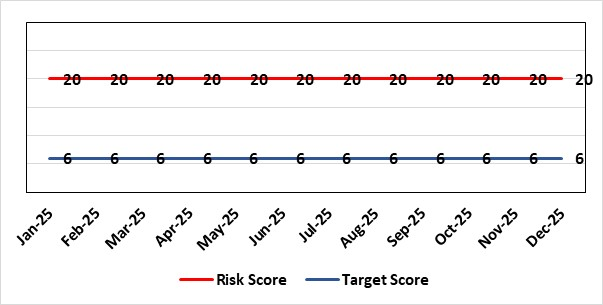 20 20 20 20 20 20 20 20 20 20 20 20
6 6 6 6 6 6 6 6 6 6 6 6
Jan-25 Feb-25 Mar-25 Apr-25 May-25 Jun-25 Jul-25 Aug-25 Sep-25 Oct-25 Nov-25 Dec-25
Risk Score Target Score